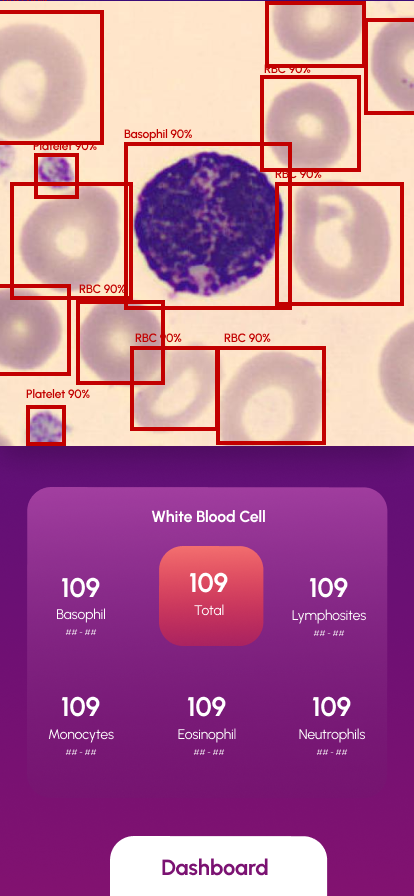 RBC 90%
Basophil 90%
Platelet 90%
RBC 90%
RBC 90%
RBC 90%
RBC 90%
Platelet 90%
White Blood Cell
109
Basophil
## - ##
109
Total
109
Lymphosites
## - ##
109
Monocytes
## - ##
109
Eosinophil
## - ##
109
Neutrophils
## - ##
Dashboard